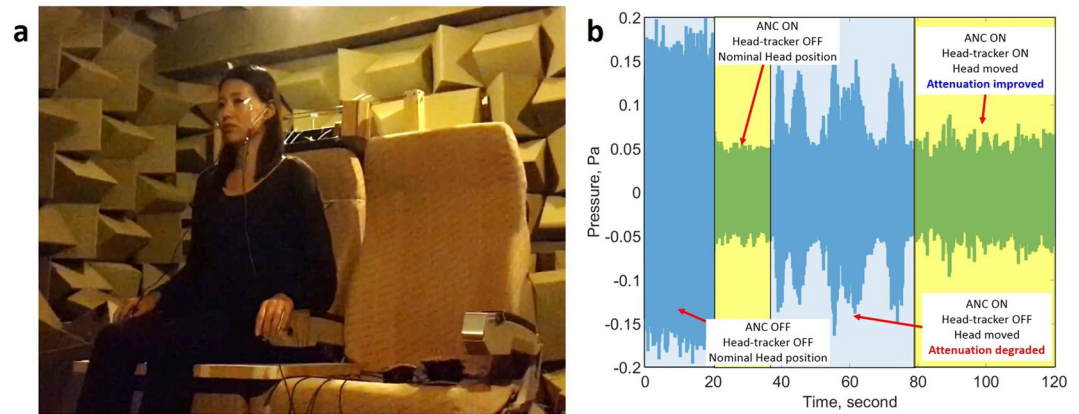 a
b
0.2
0.15
0.1
0.05
0
-0.05
-0.1
-0.15
-0.2
Pressure, Pa
0
20
40
60
80
100
120
Time, second
ANC ON
Head-tracker OFF
Nominal Head position
ANC ON
Head-tracker ON
Head moved
Attenuation improved
ANC OFF
Head-tracker OFF
Nominal Head position
ANC ON
Head-tracker OFF
Head moved
Attenuation degraded